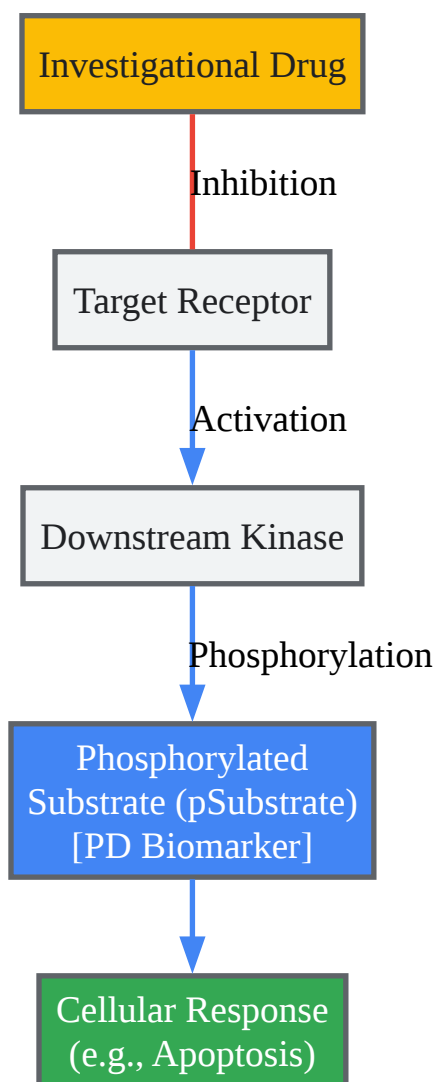 Investigational Drug
Inhibition
Target Receptor
Activation
Downstream Kinase
Phosphorylation
Phosphorylated
Substrate (pSubstrate)
[PD Biomarker]
Cellular Response
(e.g., Apoptosis)